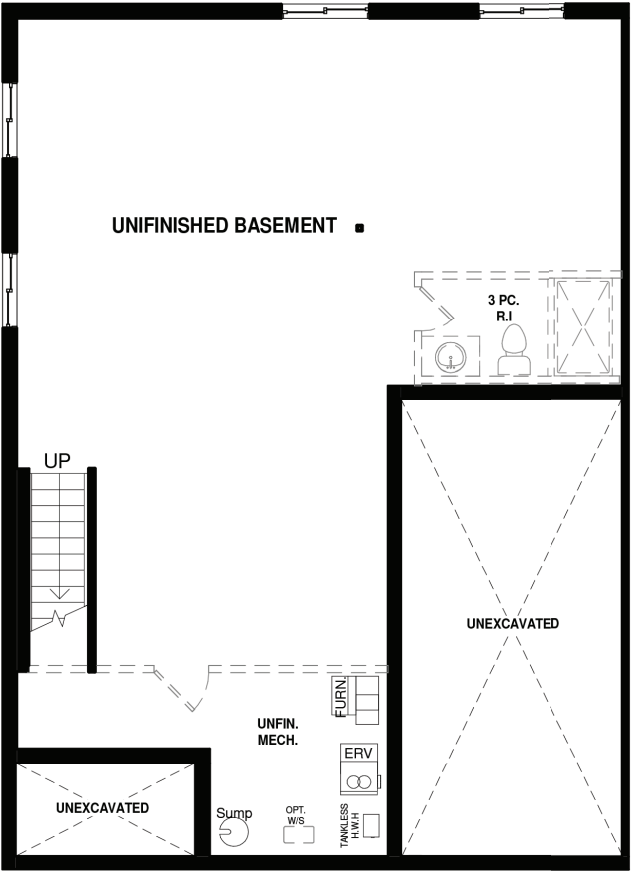 UNIFINISHED BASEMENT
3 PC.
R.I
UP
UNEXCAVATED
FURN.
UNFIN.
MECH.
ERV
UNEXCAVATED
Sump
OPT.
W/S
TANKLESS
H.W.H